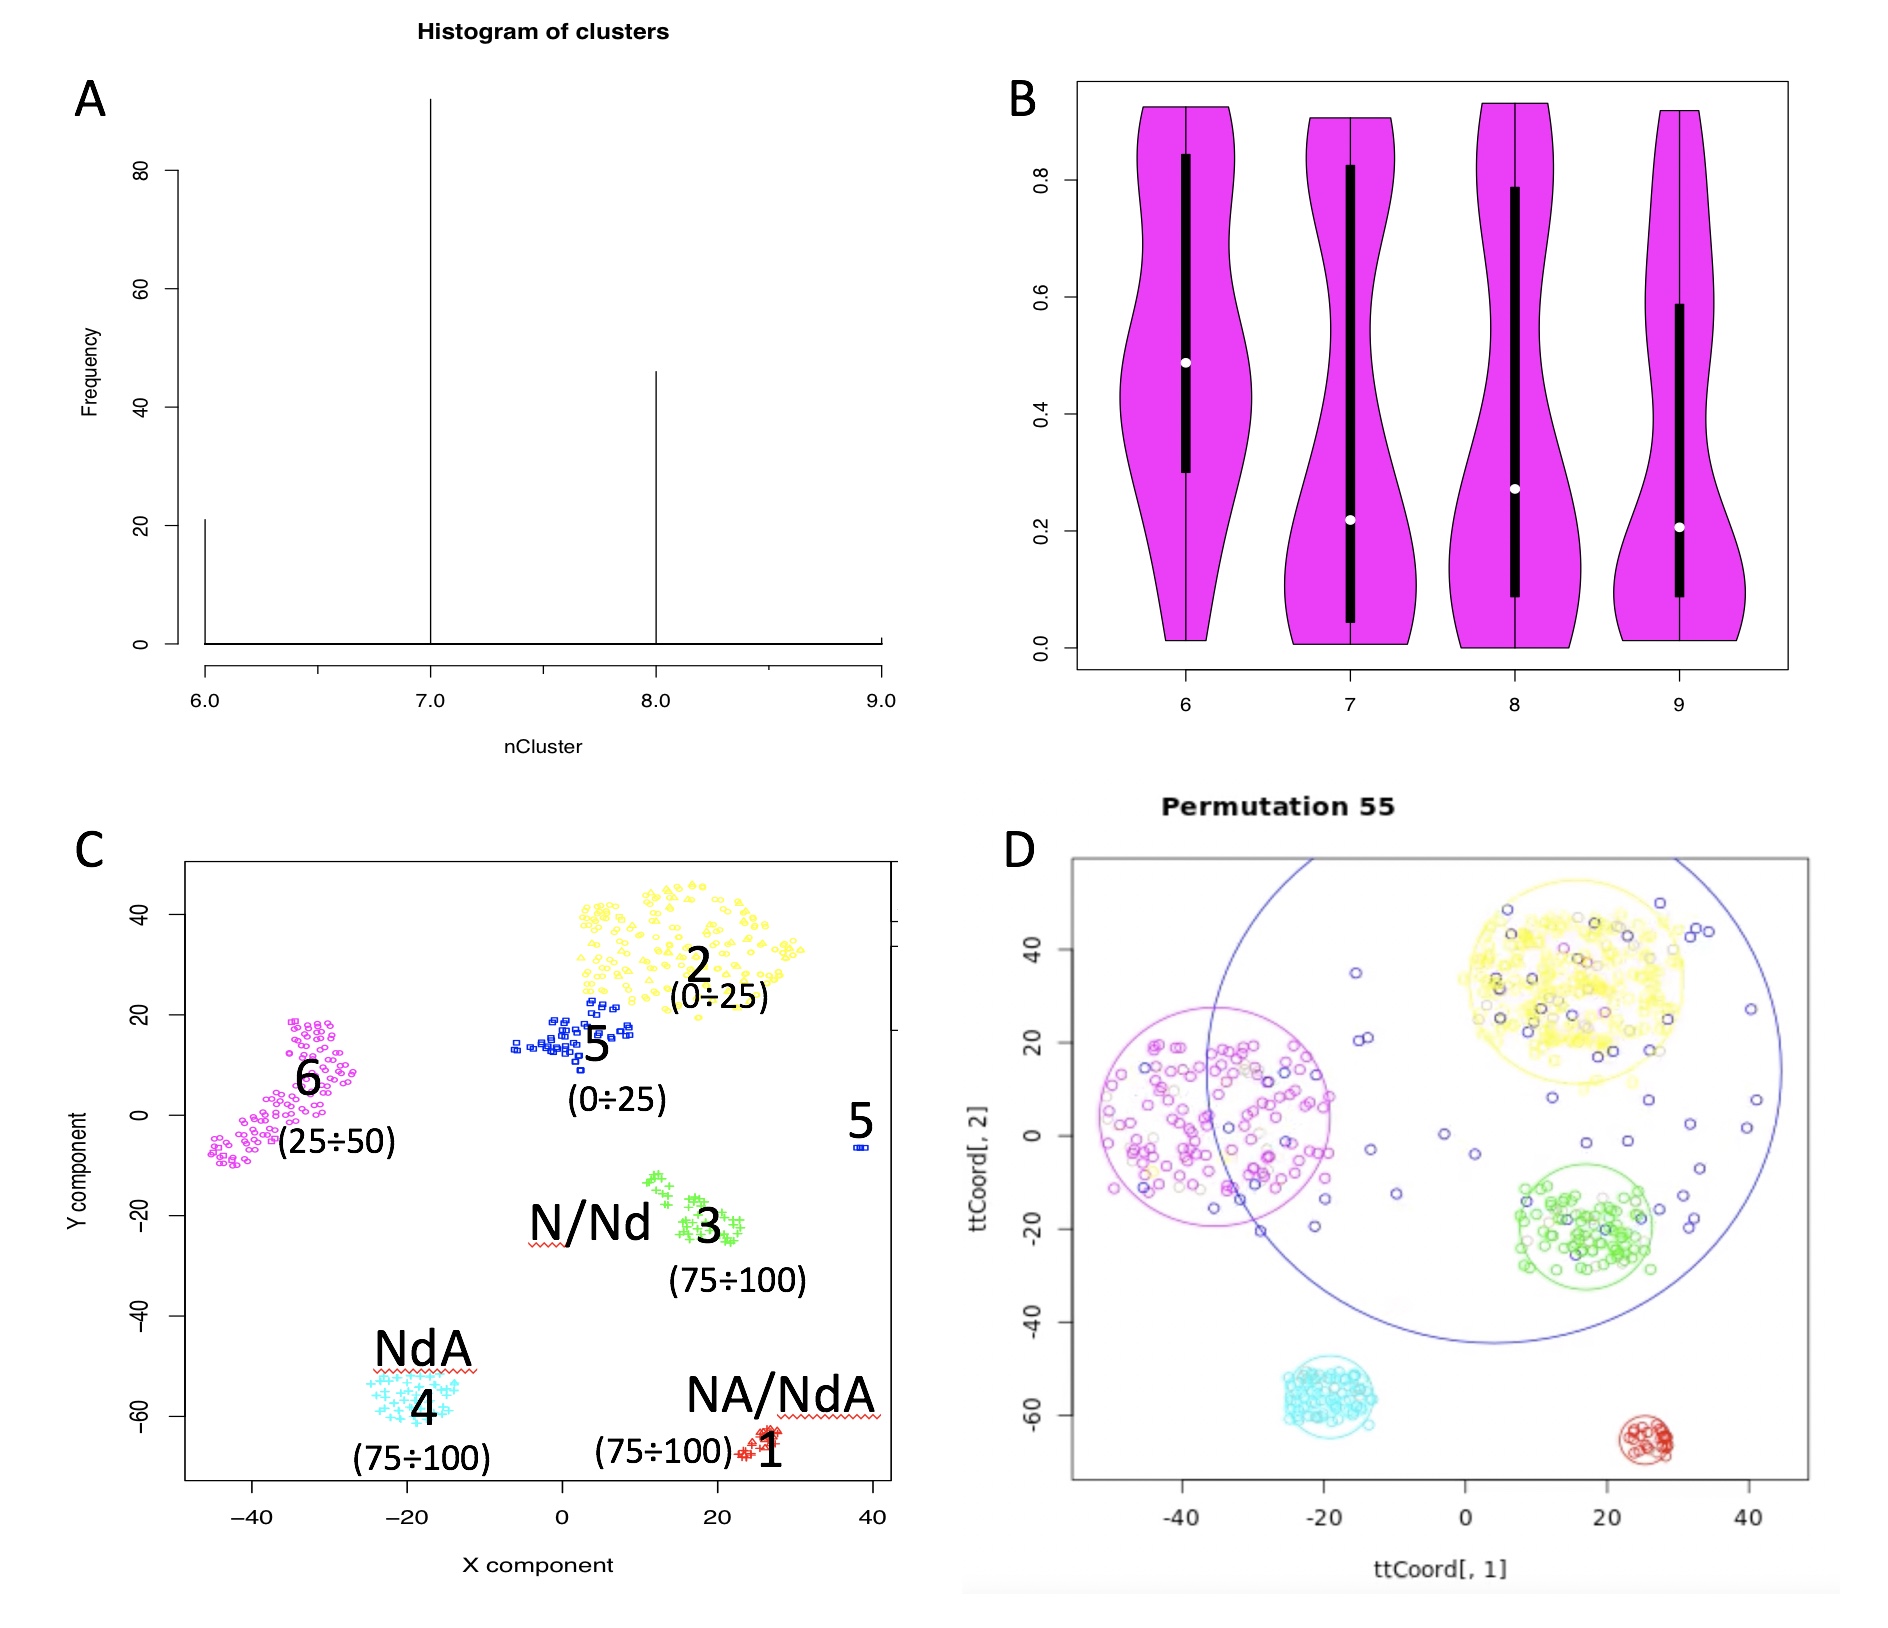 Histogram of clusters
A
Frequency
0
20
40
60
80
6.0 7.0 8.0 9.0
nCluster
B
0.0
0.2
0.4
0.6
0.8
6 7 8 9
C
Y component
40
20
0
−20
−40
−60
2
(0÷25)
5
(0÷25)
6
(25÷50)
5
N/Nd
3
(75÷100)
NdA
4
(75÷100)
NA/NdA
(75÷100)
1
−40 −20 0 20 40
X component
Permutation 55
D
ttCoord[, 2]
40
20
0
-20
-40
-60
-40 -20 0 20 40
ttCoord[, 1]